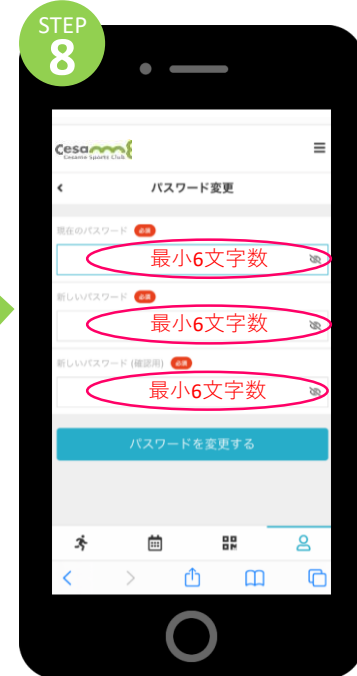 STEP
8
Cesame
Cesame Sports Club
パスワード変更
現在のパスワード 必須
最小6文字数
新しいパスワード 必須
最小6文字数
新しいパスワード (確認用) 必須
最小6文字数
パスワードを変更する